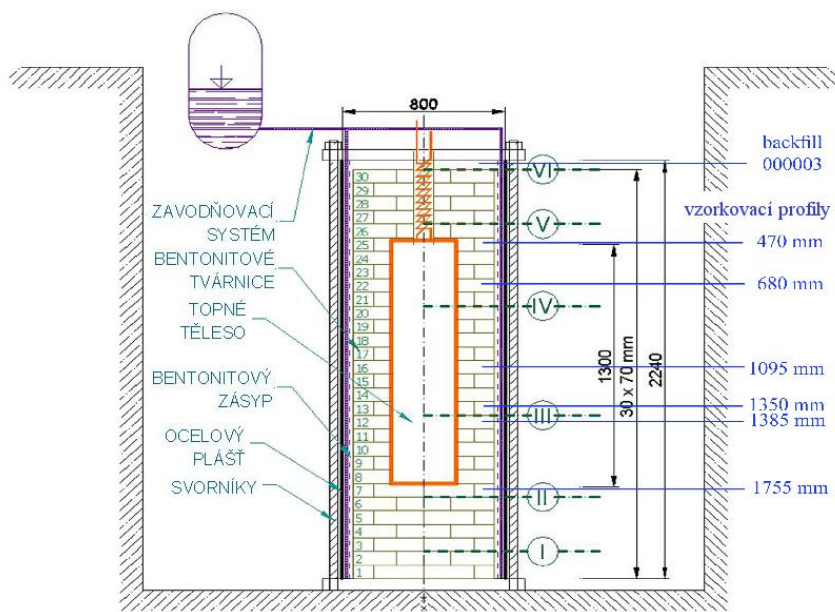 800
backfill
000003
vzorkovací profily
470 mm
680 mm
1095 mm
1350 mm
1385 mm
1755 mm
1300
30 x 70 mm
2240
VI
V
IV
III
II
I
ZAVODŇOVACÍ
SYSTÉM
BENTONITOVÉ
TVÁRNICE
TOPNÉ
TĚLESO
BENTONITOVÝ
ZÁSYP
OCELOVÝ
PLÁŠŤ
SVORNÍKY
30
29
28
27
26
25
24
23
22
21
20
19
18
17
16
15
14
13
12
11
10
9
8
7
6
5
4
3
2
1